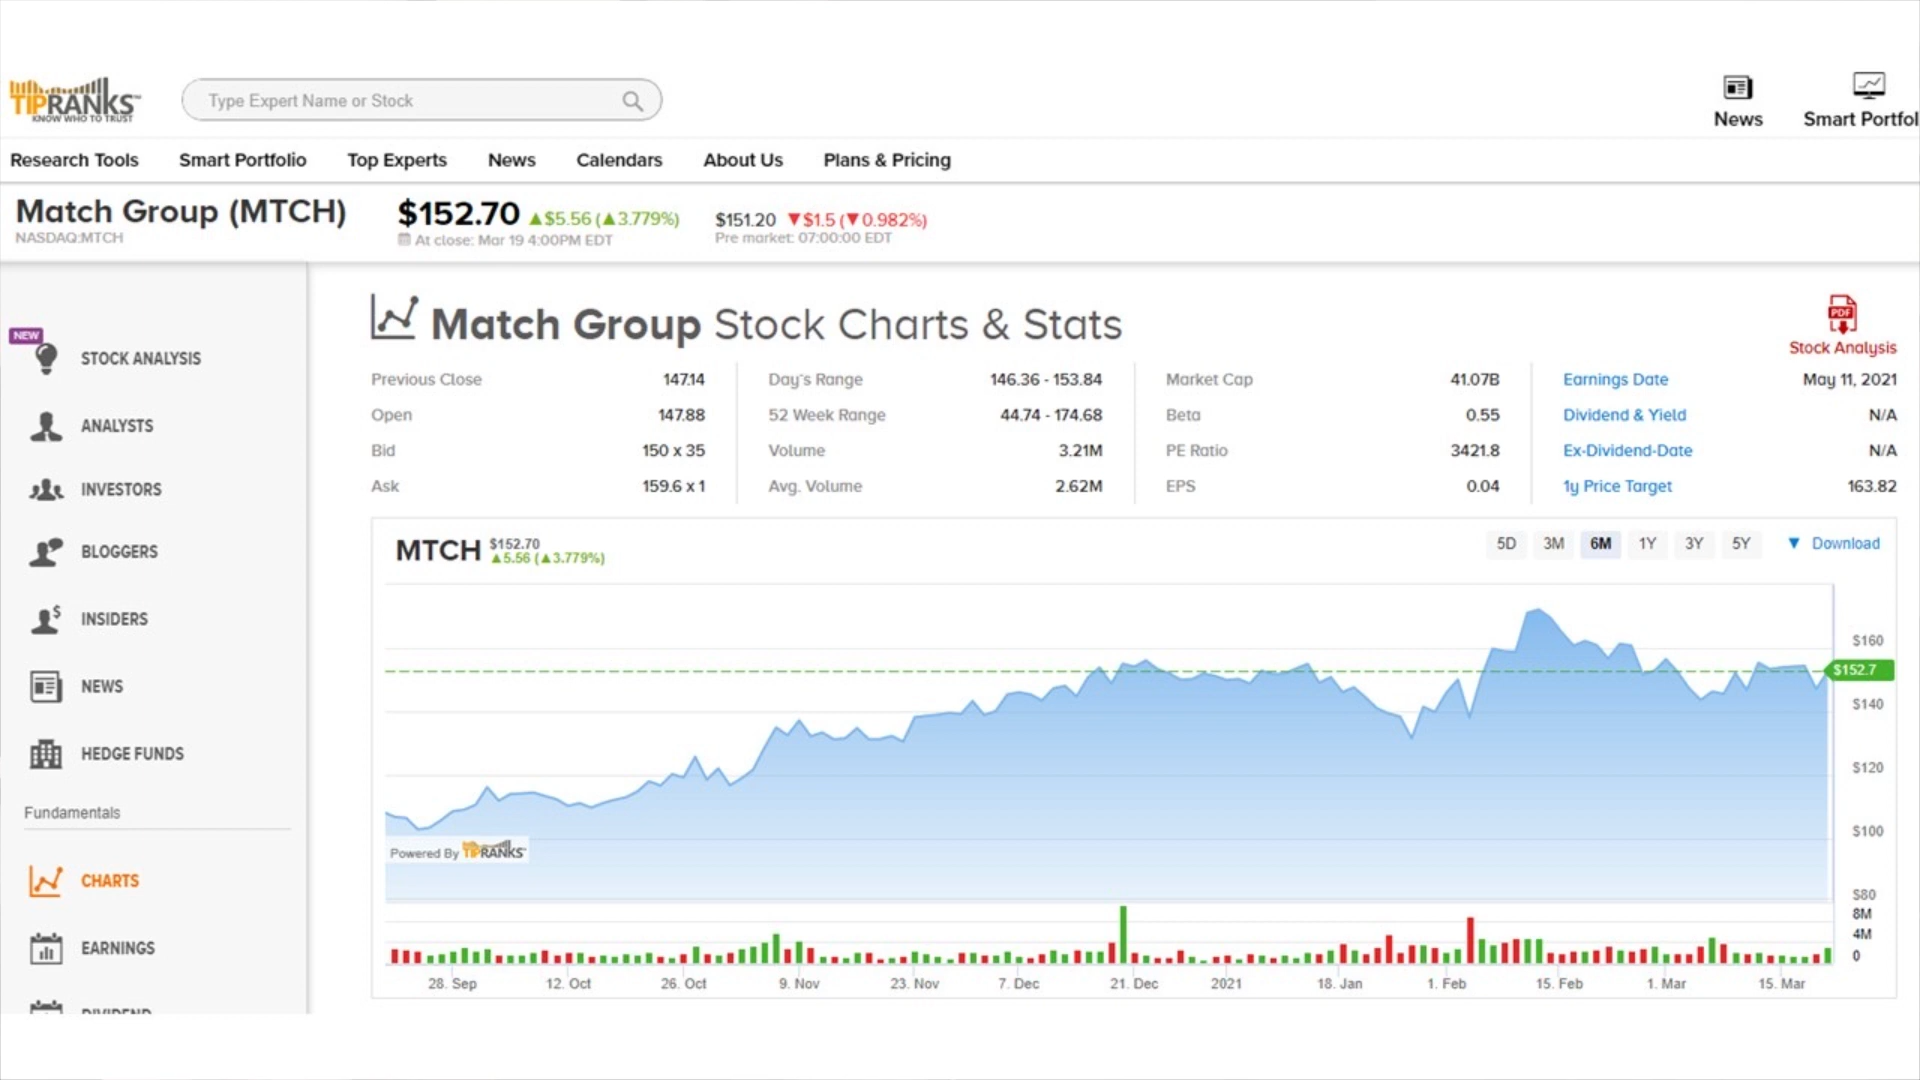 TIPRANKS™
KNOW WHO TO TRUST
Type Expert Name or Stock
News
Smart Portfol
Research Tools Smart Portfolio Top Experts News Calendars About Us Plans & Pricing
Match Group (MTCH)
NASDAQ:MTCH
$152.70 ▲$5.56 (▲3.779%)
At close: Mar 19 4:00PM EDT
$151.20 ▼$1.5 (▼0.982%)
Pre market: 07:00:00 EDT
NEW
STOCK ANALYSIS
ANALYSTS
INVESTORS
BLOGGERS
INSIDERS
NEWS
HEDGE FUNDS
Fundamentals
CHARTS
EARNINGS
DIVIDEND
Match Group Stock Charts & Stats
PDF
Stock Analysis
Previous Close 147.14
Open 147.88
Bid 150 x 35
Ask 159.6 x 1
Day's Range 146.36 - 153.84
52 Week Range 44.74 - 174.68
Volume 3.21M
Avg. Volume 2.62M
Market Cap 41.07B
Beta 0.55
PE Ratio 3421.8
EPS 0.04
Earnings Date May 11, 2021
Dividend & Yield N/A
Ex-Dividend-Date N/A
1y Price Target 163.82
MTCH $152.70
▲5.56 (▲3.779%)
5D 3M 6M 1Y 3Y 5Y ▼ Download
$160
$152.7
$140
$120
$100
$80
8M
4M
0
Powered By TIPRANKS™
28. Sep 12. Oct 26. Oct 9. Nov 23. Nov 7. Dec 21. Dec 2021 18. Jan 1. Feb 15. Feb 1. Mar 15. Mar